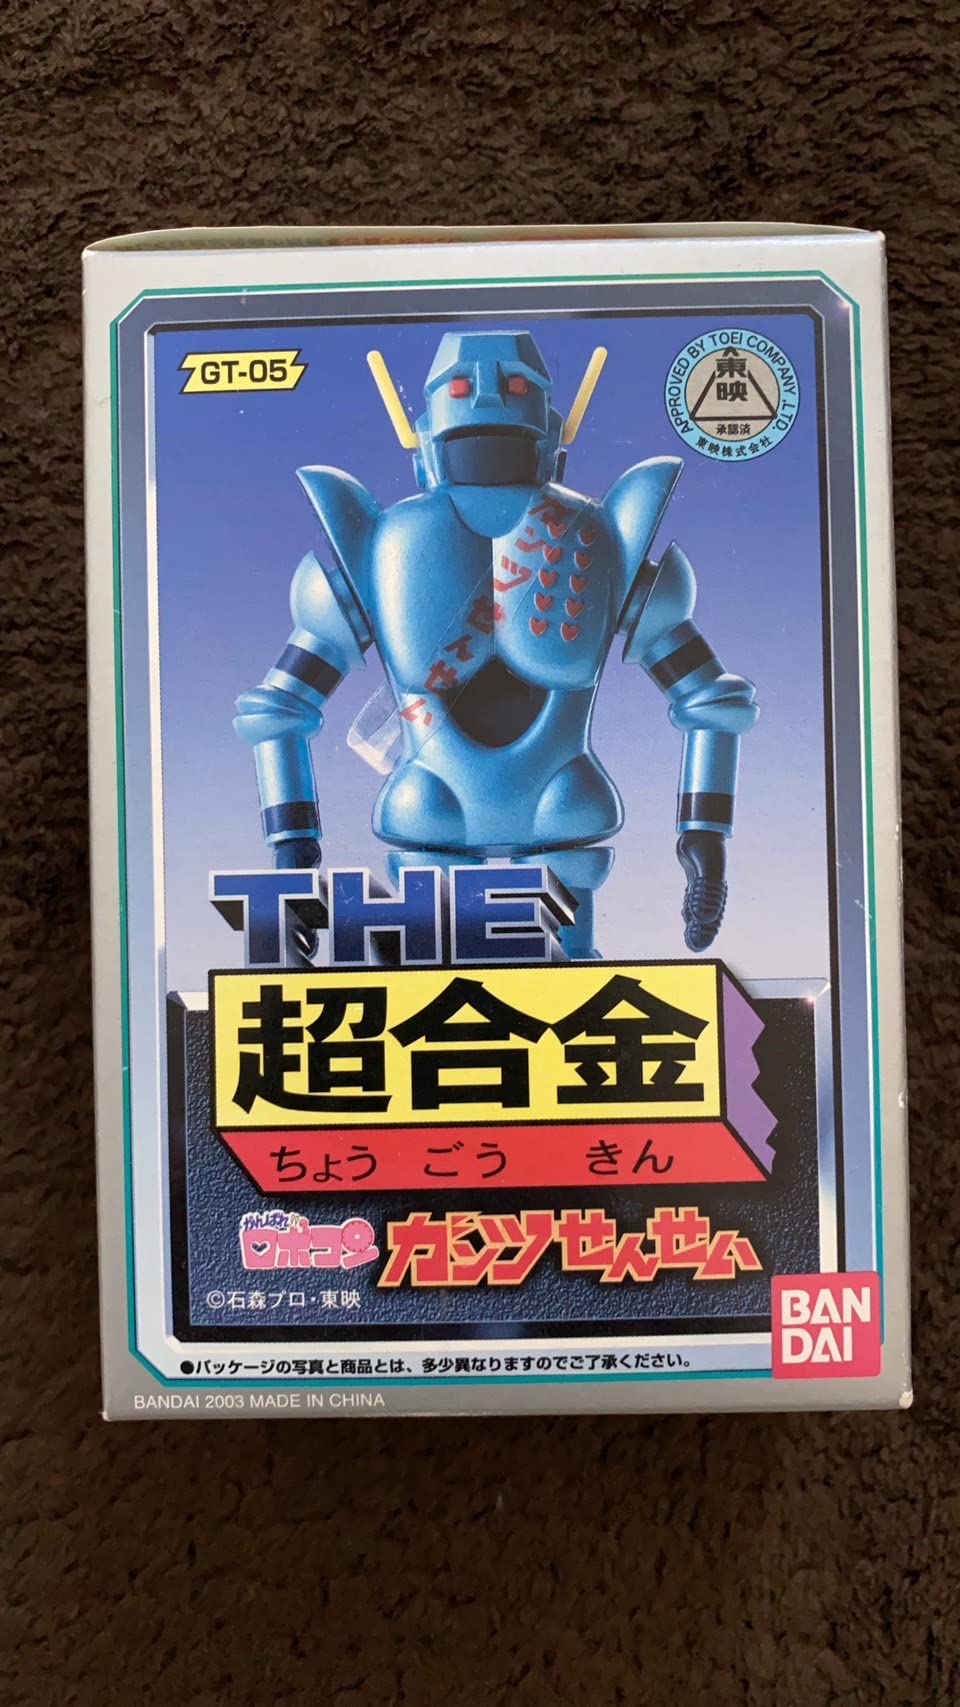 GT-05
APPROVED BY TOEI COMPANY, LTD.
東映
承認済
東映株式会社
ガンツせんせい
THE
超合金
ちょうごうきん
がんばれ!!
ロボコン
ガンツせんせい
©石森プロ・東映
BAN
DAI
●パッケージの写真と商品とは、多少異なりますのでご了承ください。
BANDAI 2003 MADE IN CHINA